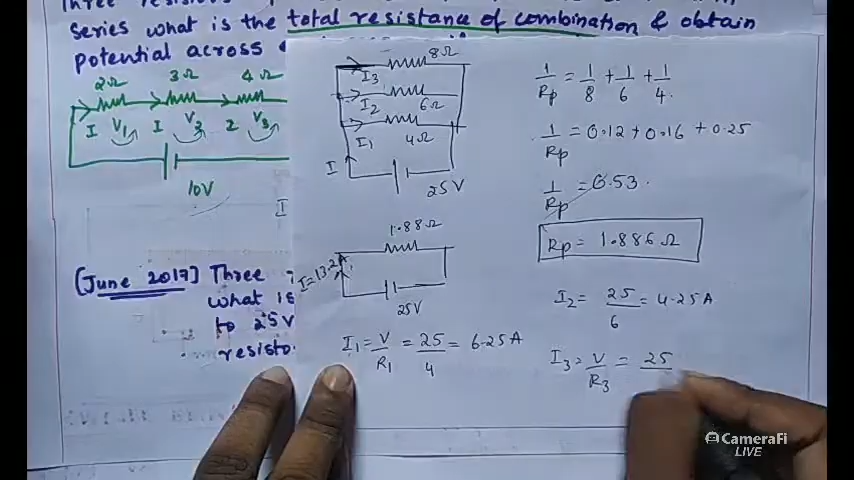 series what is the total resistance of combination & obtain
potential across
2Ω 3Ω 4Ω
I V1 I V2 I V3
10V
[June 2017] Three
what is
to 25V
resisto
8Ω
I3
6Ω
I2
4Ω
I1
I
25V
1.88Ω
I=13.2A
25V
I1 = V/R1 = 25/4 = 6.25A
1/Rp = 1/8 + 1/6 + 1/4.
1/Rp = 0.12 + 0.16 + 0.25
1/Rp = 0.53.
Rp = 1.886 Ω
I2 = 25/6 = 4.25A
I3 = V/R3 = 25
CameraFi
LIVE